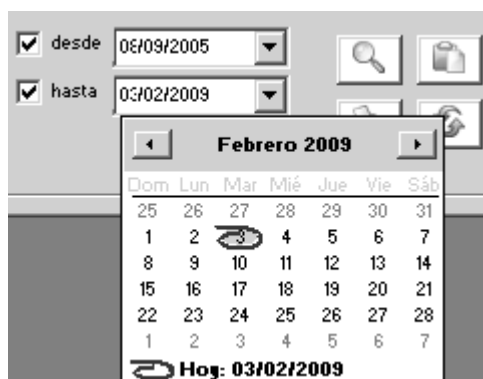 desde 08/09/2005
hasta 03/02/2009
Febrero 2009
Dom Lun Mar Mié Jue Vie Sáb
25 26 27 28 29 30 31
1 2 3 4 5 6 7
8 9 10 11 12 13 14
15 16 17 18 19 20 21
22 23 24 25 26 27 28
1 2 3 4 5 6 7
Hoy: 03/02/2009